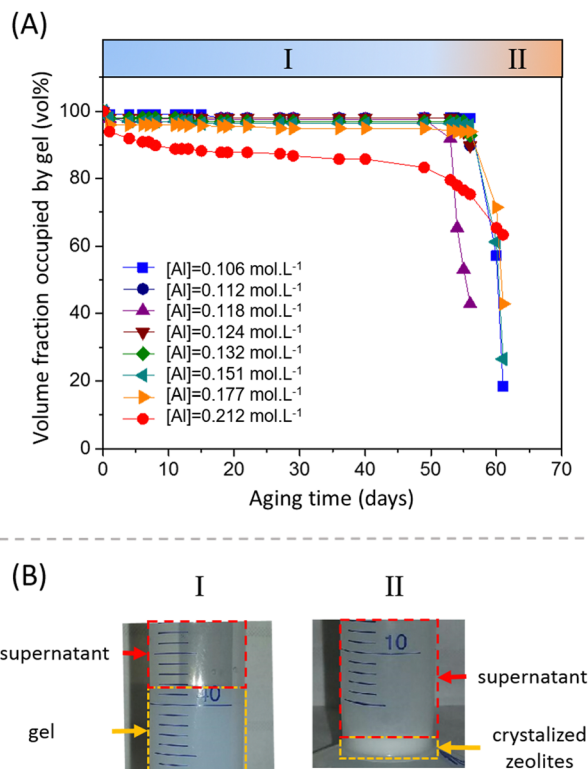 (A)
I II
Volume fraction occupied by gel (vol%)
100
80
60
40
20
0
[Al]=0.106 mol.L-1
[Al]=0.112 mol.L-1
[Al]=0.118 mol.L-1
[Al]=0.124 mol.L-1
[Al]=0.132 mol.L-1
[Al]=0.151 mol.L-1
[Al]=0.177 mol.L-1
[Al]=0.212 mol.L-1
0 10 20 30 40 50 60 70
Aging time (days)
(B)
I II
supernatant
40
gel
10
supernatant
crystalized
zeolites